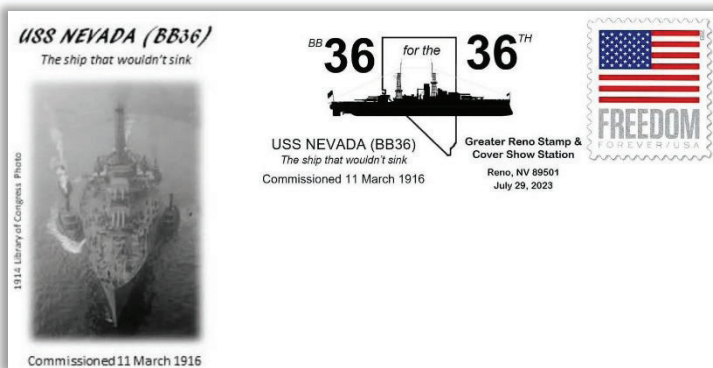 USS NEVADA (BB36)
The ship that wouldn't sink
1914 Library of Congress Photo
Commissioned 11 March 1916
BB 36 for the 36TH
USS NEVADA (BB36)
The ship that wouldn't sink
Commissioned 11 March 1916
Greater Reno Stamp &
Cover Show Station
Reno, NV 89501
July 29, 2023
FREEDOM
FOREVER/USA